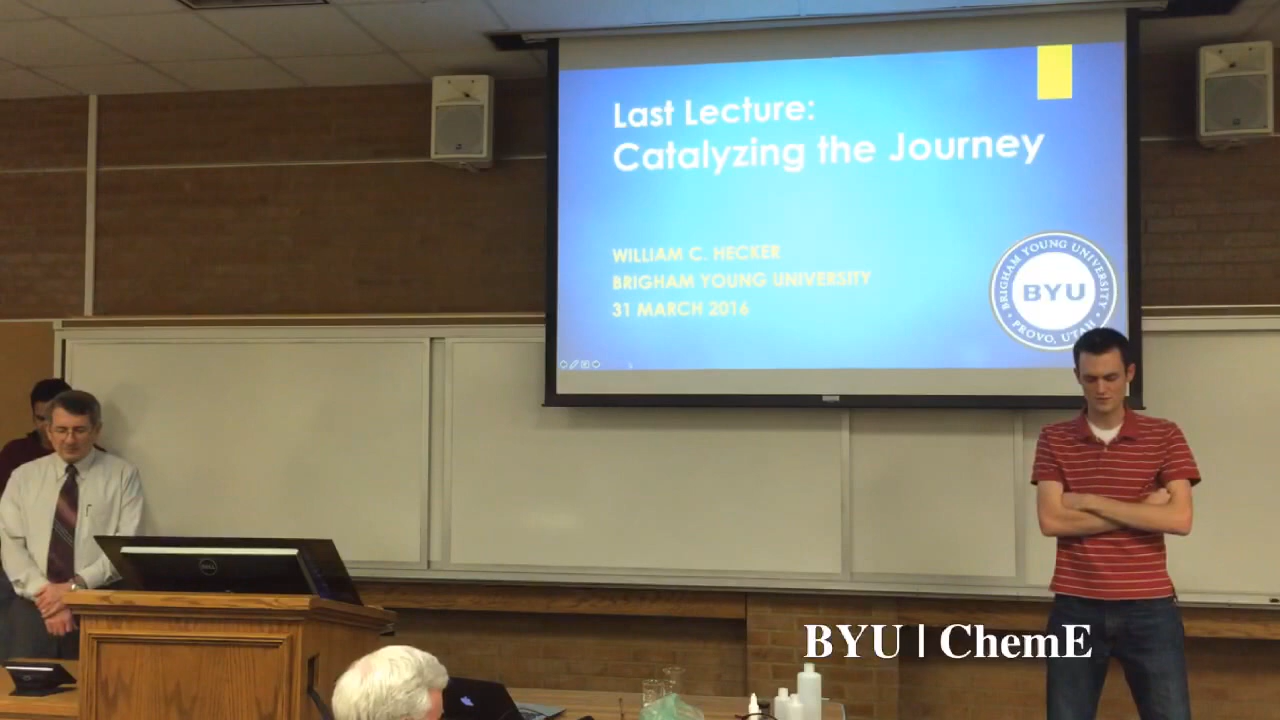 Last Lecture:
Catalyzing the Journey
WILLIAM C. HECKER
BRIGHAM YOUNG UNIVERSITY
31 MARCH 2016
BRIGHAM YOUNG UNIVERSITY
BYU
PROVO, UTAH
DELL
BYU | ChemE